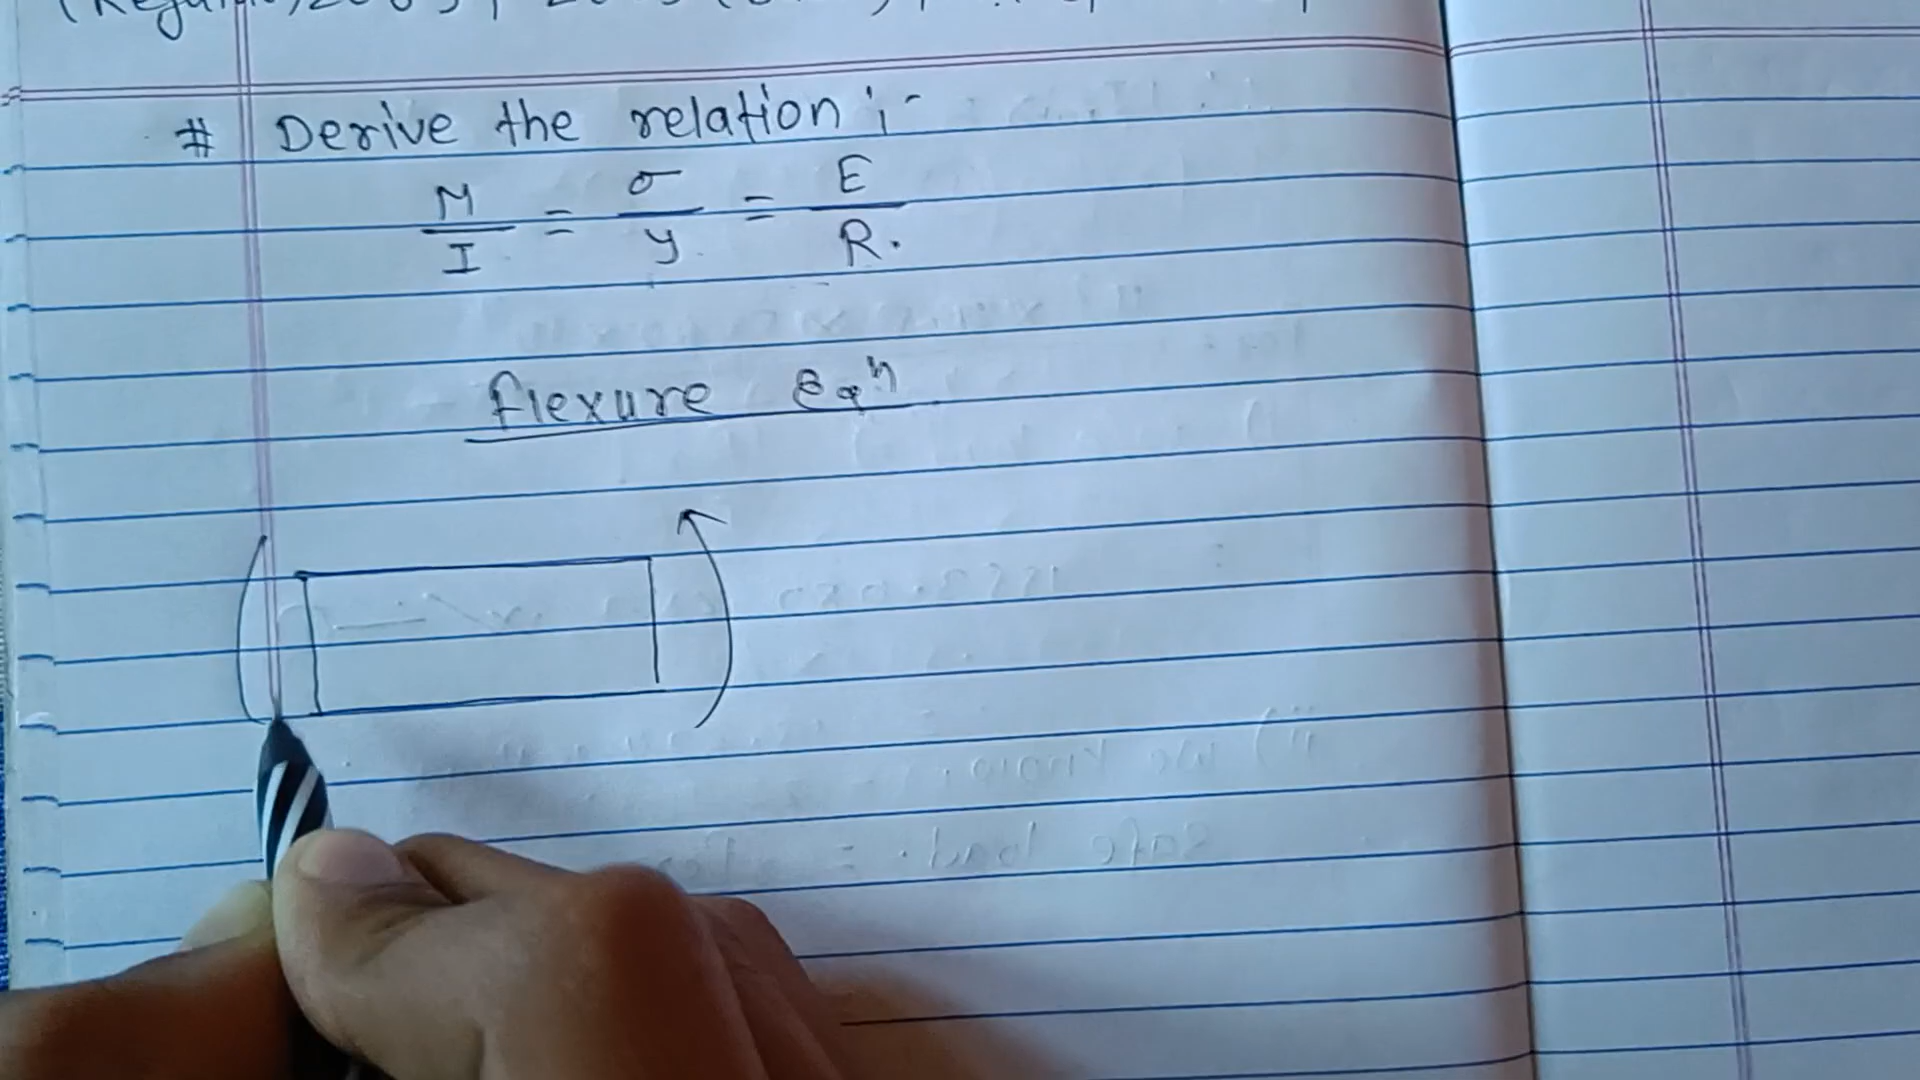 # Derive the relation :-
M/I = σ/y = E/R.
flexure Eqⁿ